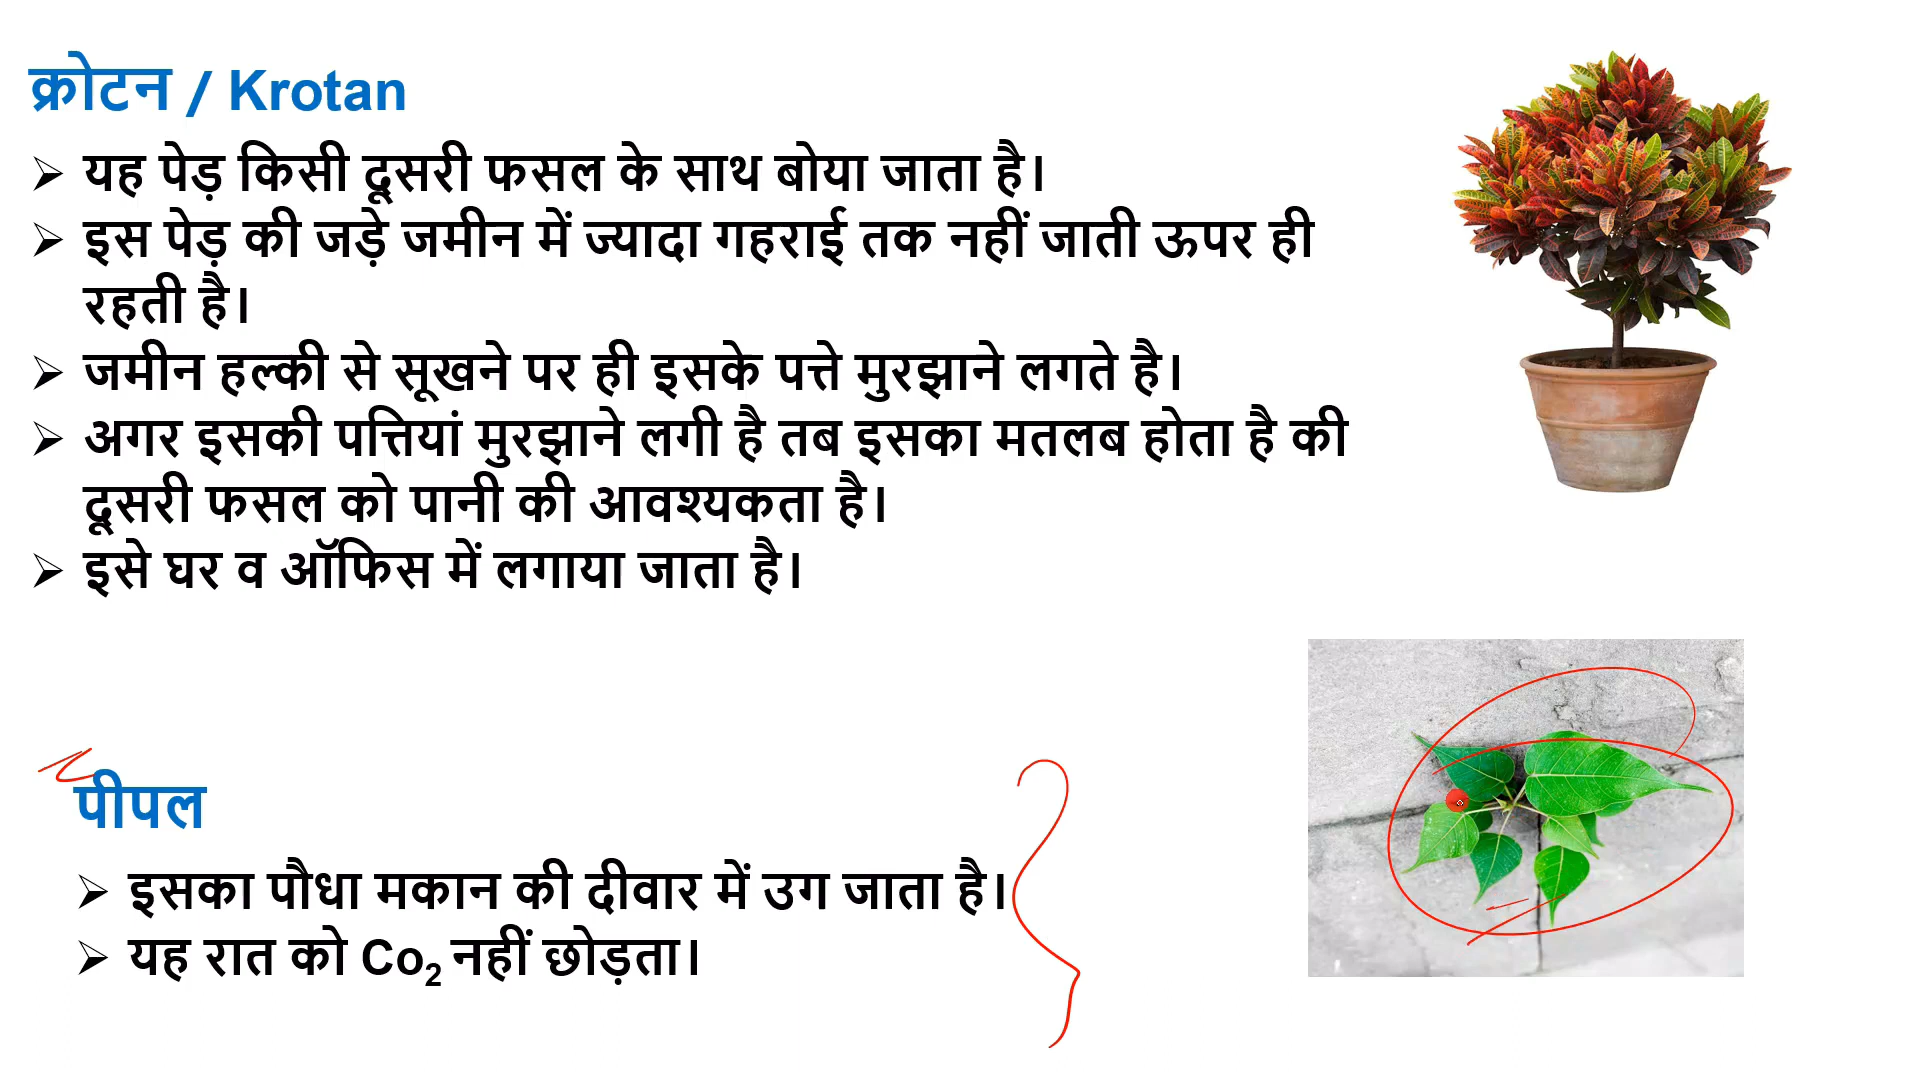 क्रोटन / Krotan
➢ यह पेड़ किसी दूसरी फसल के साथ बोया जाता है।
➢ इस पेड़ की जड़े जमीन में ज्यादा गहराई तक नहीं जाती ऊपर ही
रहती है।
➢ जमीन हल्की से सूखने पर ही इसके पत्ते मुरझाने लगते है।
➢ अगर इसकी पत्तियां मुरझाने लगी है तब इसका मतलब होता है की
दूसरी फसल को पानी की आवश्यकता है।
➢ इसे घर व ऑफिस में लगाया जाता है।
पीपल
➢ इसका पौधा मकान की दीवार में उग जाता है।
➢ यह रात को Co₂ नहीं छोड़ता।